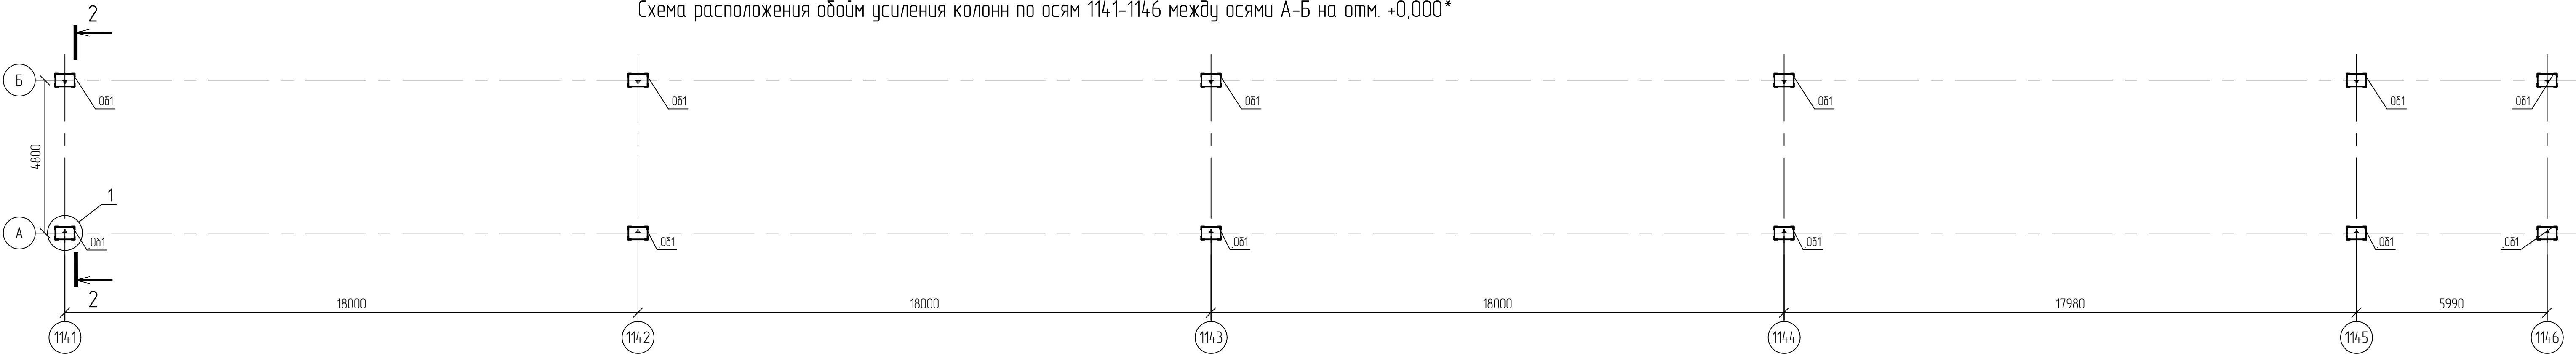 Схема расположения обойм усиления колонн по осям 1141-1146 между осями А-Б на отм. +0,000*
2
Б
Об1 Об1 Об1 Об1 Об1 Об1
4800
1
А
Об1 Об1 Об1 Об1 Об1 Об1
2
18000 18000 18000 17980 5990
1141 1142 1143 1144 1145 1146